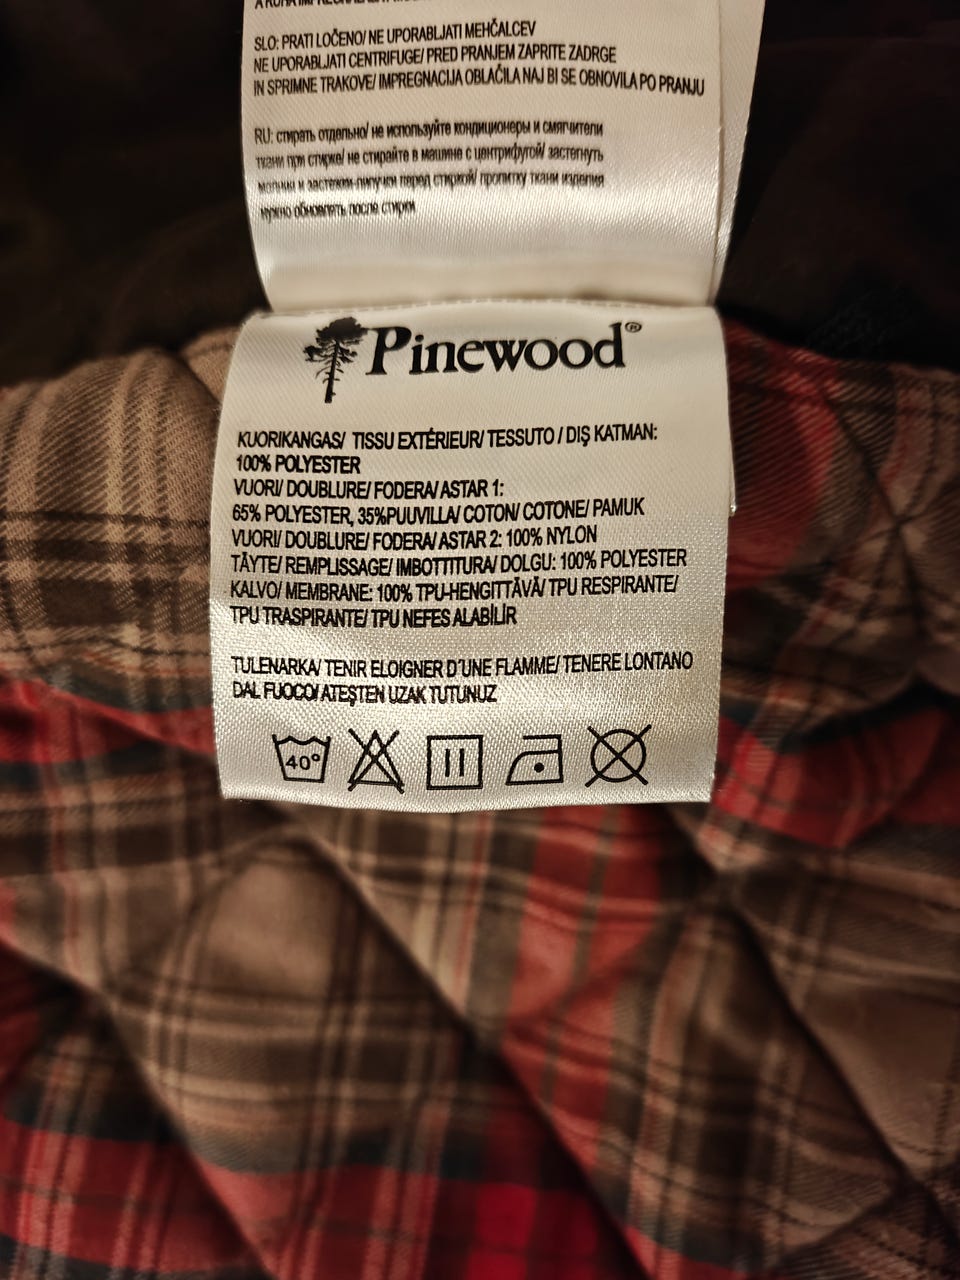 SLO: PRATI LOČENO/ NE UPORABLJATI MEHČALCEV
NE UPORABLJATI CENTRIFUGE/ PRED PRANJEM ZAPRITE ZADRGE
IN SPRIMNE TRAKOVE/ IMPREGNACIJA OBLAČILA NAJ BI SE OBNOVILA PO PRANJU
RU: стирать отдельно/ не используйте кондиционеры и смягчители
ткани при стирке/ не стирайте в машине с центрифугой/ застегнуть
молнии и застежки-липучки перед стиркой/ пропитку ткани изделия
нужно обновлять после стирки
Pinewood®
KUORIKANGAS/ TISSU EXTÉRIEUR/ TESSUTO / DIŞ KATMAN:
100% POLYESTER
VUORI/ DOUBLURE/ FODERA/ ASTAR 1:
65% POLYESTER, 35%PUUVILLA/ COTON/ COTONE/ PAMUK
VUORI/ DOUBLURE/ FODERA/ ASTAR 2: 100% NYLON
TÄYTE/ REMPLISSAGE/ IMBOTTITURA/ DOLGU: 100% POLYESTER
KALVO/ MEMBRANE: 100% TPU-HENGITTÄVÄ/ TPU RESPIRANTE/
TPU TRASPIRANTE/ TPU NEFES ALABİLİR
TULENARKA/ TENIR ELOIGNER D´UNE FLAMME/ TENERE LONTANO
DAL FUOCO/ ATEŞTEN UZAK TUTUNUZ
40°